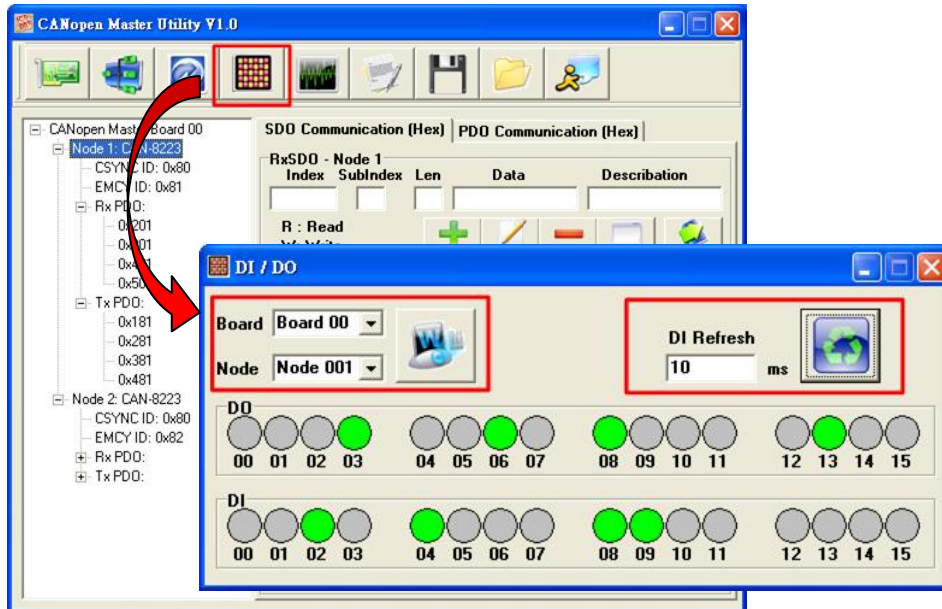 CANopen Master Utility V1.0
CANopen Master Board 00
Node 1: CAN-8223
CSYNC ID: 0x80
EMCY ID: 0x81
Rx PDO:
0x201
Tx PDO:
0x181
0x281
0x381
0x481
Node 2: CAN-8223
CSYNC ID: 0x80
EMCY ID: 0x82
Rx PDO:
Tx PDO:
SDO Communication (Hex) PDO Communication (Hex)
RxSDO - Node 1
Index SubIndex Len Data Describation
R : Read
DI / DO
Board Board 00
Node Node 001
DI Refresh
10 ms
DO
00 01 02 03 04 05 06 07 08 09 10 11 12 13 14 15
DI
00 01 02 03 04 05 06 07 08 09 10 11 12 13 14 15